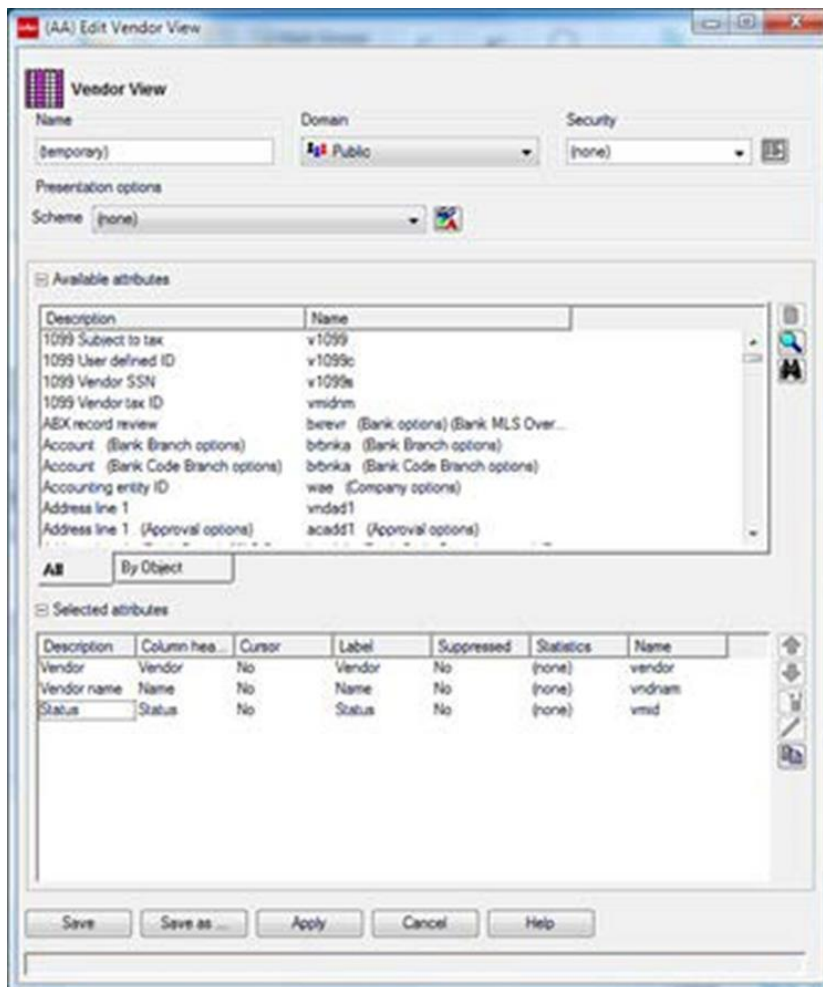 (AA) Edit Vendor View
Vendor View
Name Domain Security
(temporary) Public (none)
Presentation options
Scheme (none)
Available attributes
Description Name
1099 Subject to tax v1099
1099 User defined ID v1099c
1099 Vendor SSN v1099s
1099 Vendor tax ID vmidnm
ABX record review bxrevr (Bank options) (Bank MLS Over...
Account (Bank Branch options) brbnka (Bank Branch options)
Account (Bank Code Branch options) brbnka (Bank Code Branch options)
Accounting entity ID wae (Company options)
Address line 1 vndad1
Address line 1 (Approval options) acadd1 (Approval options)
All By Object
Selected attributes
Description Column hea... Cursor Label Suppressed Statistics Name
Vendor Vendor No Vendor No (none) vendor
Vendor name Name No Name No (none) vndnam
Status Status No Status No (none) vmid
Save Save as ... Apply Cancel Help